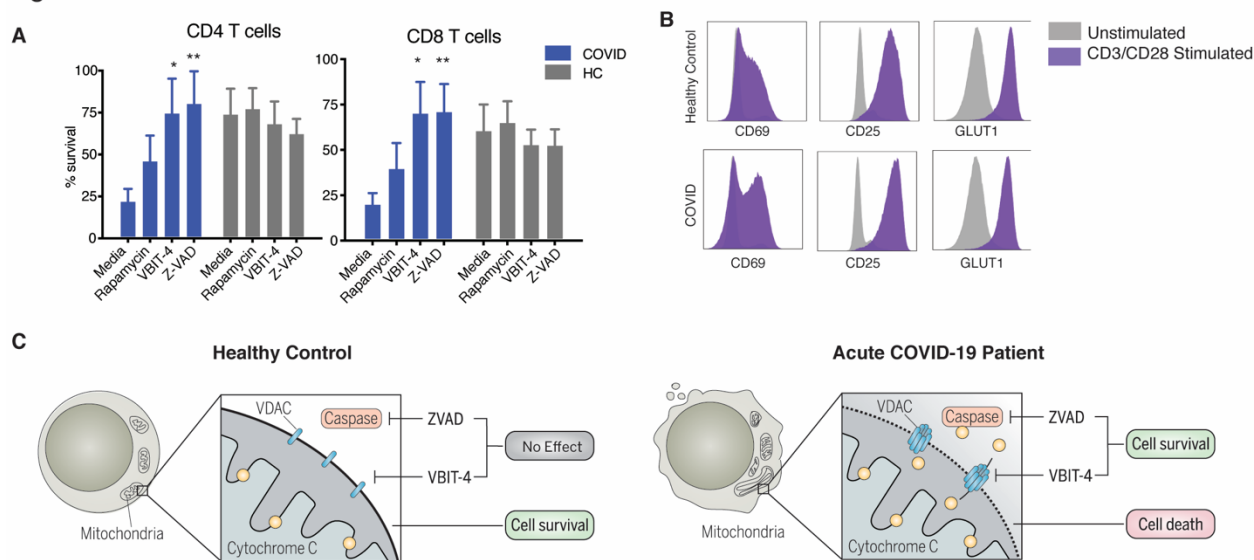 A
CD4 T cells
% survival
100
75
50
25
0
Media
Rapamycin
VBIT-4
Z-VAD
Media
Rapamycin
VBIT-4
Z-VAD
* **
CD8 T cells
100
75
50
25
0
Media
Rapamycin
VBIT-4
Z-VAD
Media
Rapamycin
VBIT-4
Z-VAD
* **
COVID
HC
B
Healthy Control
CD69 CD25 GLUT1
COVID
CD69 CD25 GLUT1
Unstimulated
CD3/CD28 Stimulated
C
Healthy Control
VDAC
Caspase
ZVAD
No Effect
VBIT-4
Mitochondria
Cell survival
Cytochrome C
Acute COVID-19 Patient
VDAC
Caspase
ZVAD
Cell survival
VBIT-4
Mitochondria
Cell death
Cytochrome C